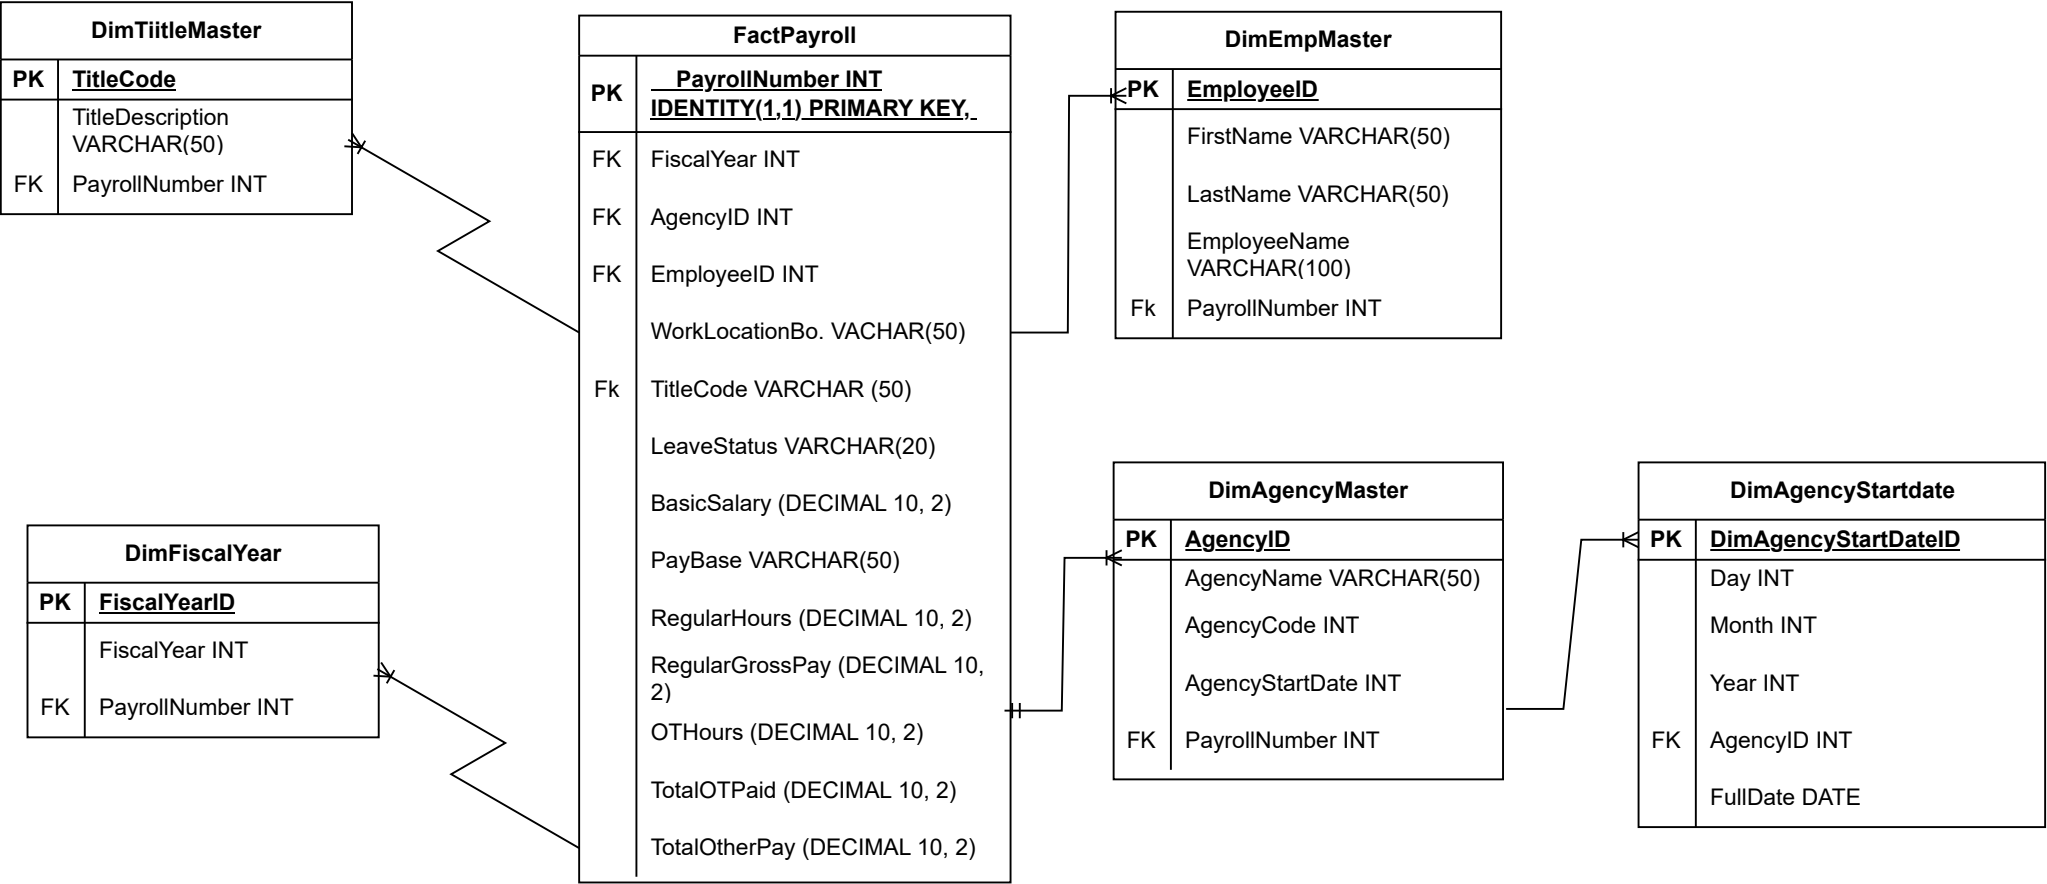 DimTiitleMaster
PK TitleCode
TitleDescription
VARCHAR(50)
FK PayrollNumber INT
FactPayroll
PK PayrollNumber INT
IDENTITY(1,1) PRIMARY KEY,
FK FiscalYear INT
FK AgencyID INT
FK EmployeeID INT
WorkLocationBo. VACHAR(50)
Fk TitleCode VARCHAR (50)
LeaveStatus VARCHAR(20)
BasicSalary (DECIMAL 10, 2)
PayBase VARCHAR(50)
RegularHours (DECIMAL 10, 2)
RegularGrossPay (DECIMAL 10,
2)
OTHours (DECIMAL 10, 2)
TotalOTPaid (DECIMAL 10, 2)
TotalOtherPay (DECIMAL 10, 2)
DimEmpMaster
PK EmployeeID
FirstName VARCHAR(50)
LastName VARCHAR(50)
EmployeeName
VARCHAR(100)
Fk PayrollNumber INT
DimFiscalYear
PK FiscalYearID
FiscalYear INT
FK PayrollNumber INT
DimAgencyMaster
PK AgencyID
AgencyName VARCHAR(50)
AgencyCode INT
AgencyStartDate INT
FK PayrollNumber INT
DimAgencyStartdate
PK DimAgencyStartDateID
Day INT
Month INT
Year INT
FK AgencyID INT
FullDate DATE